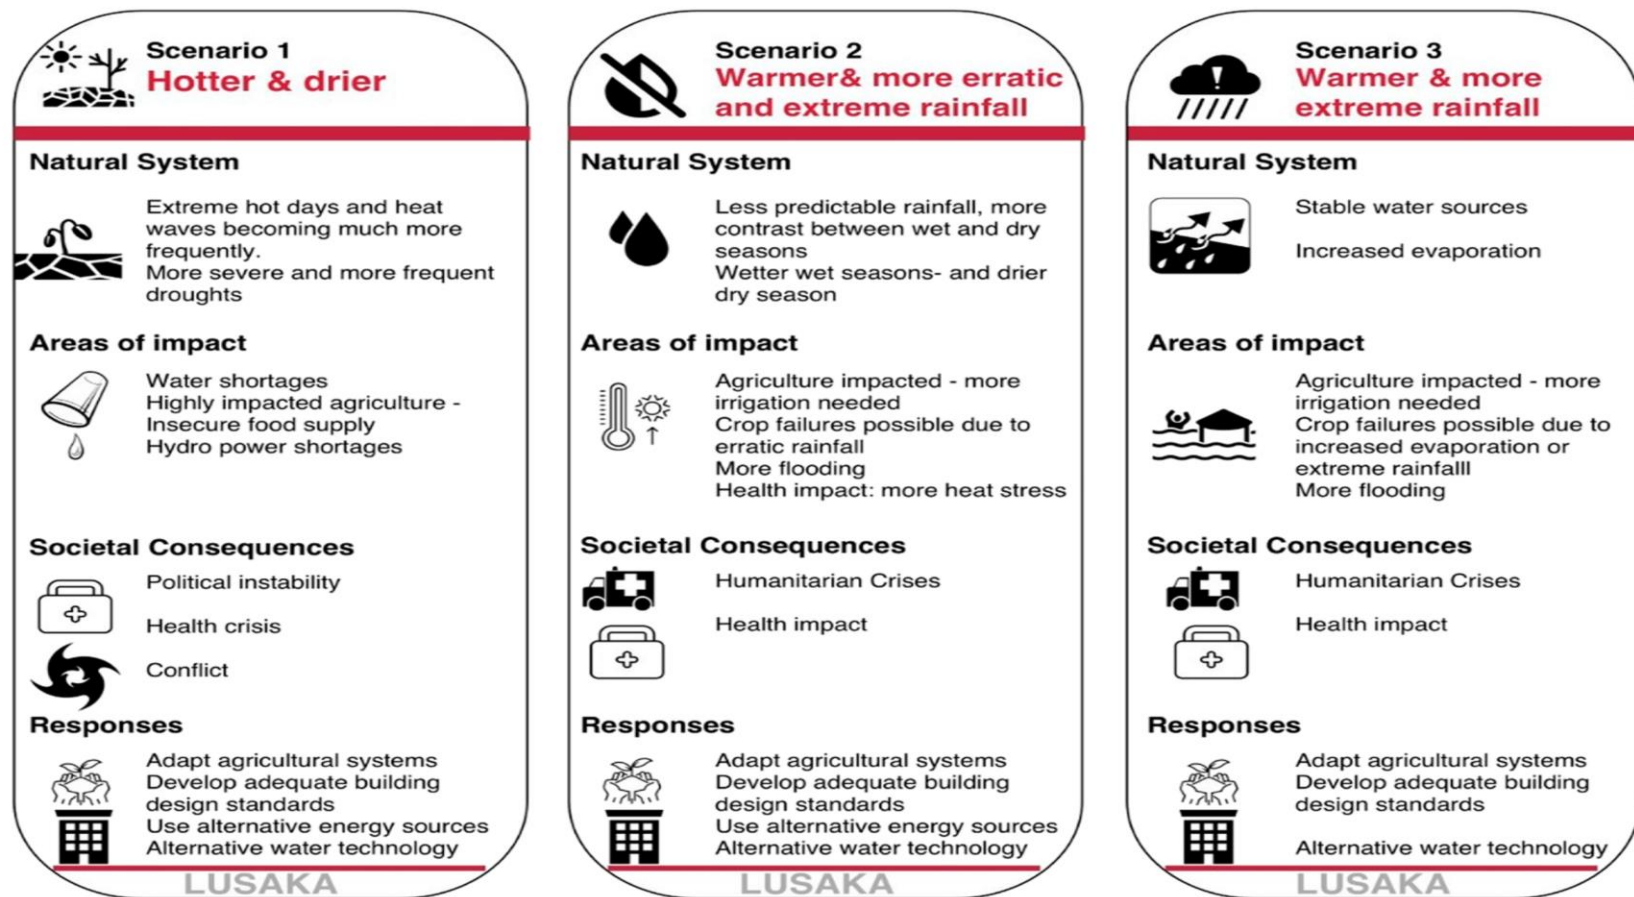 Scenario 1
Hotter & drier
Natural System
Extreme hot days and heat
waves becoming much more
frequently.
More severe and more frequent
droughts
Areas of impact
Water shortages
Highly impacted agriculture -
Insecure food supply
Hydro power shortages
Societal Consequences
Political instability
Health crisis
Conflict
Responses
Adapt agricultural systems
Develop adequate building
design standards
Use alternative energy sources
Alternative water technology
LUSAKA
Scenario 2
Warmer& more erratic
and extreme rainfall
Natural System
Less predictable rainfall, more
contrast between wet and dry
seasons
Wetter wet seasons- and drier
dry season
Areas of impact
Agriculture impacted - more
irrigation needed
Crop failures possible due to
erratic rainfall
More flooding
Health impact: more heat stress
Societal Consequences
Humanitarian Crises
Health impact
Responses
Adapt agricultural systems
Develop adequate building
design standards
Use alternative energy sources
Alternative water technology
LUSAKA
Scenario 3
Warmer & more
extreme rainfall
Natural System
Stable water sources
Increased evaporation
Areas of impact
Agriculture impacted - more
irrigation needed
Crop failures possible due to
increased evaporation or
extreme rainfalll
More flooding
Societal Consequences
Humanitarian Crises
Health impact
Responses
Adapt agricultural systems
Develop adequate building
design standards
Alternative water technology
LUSAKA